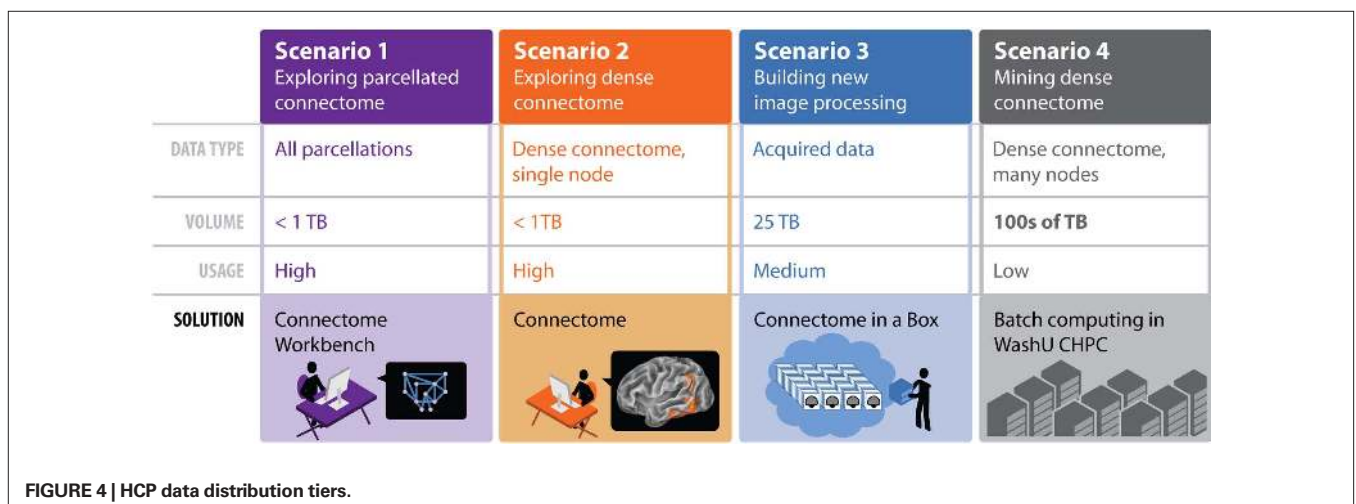 Scenario 1
Exploring parcellated
connectome
Scenario 2
Exploring dense
connectome
Scenario 3
Building new
image processing
Scenario 4
Mining dense
connectome
DATA TYPE
All parcellations
Dense connectome,
single node
Acquired data
Dense connectome,
many nodes
VOLUME
< 1 TB
< 1TB
25 TB
100s of TB
USAGE
High
High
Medium
Low
SOLUTION
Connectome
Workbench
Connectome
Connectome in a Box
Batch computing in
WashU CHPC
FIGURE 4 | HCP data distribution tiers.